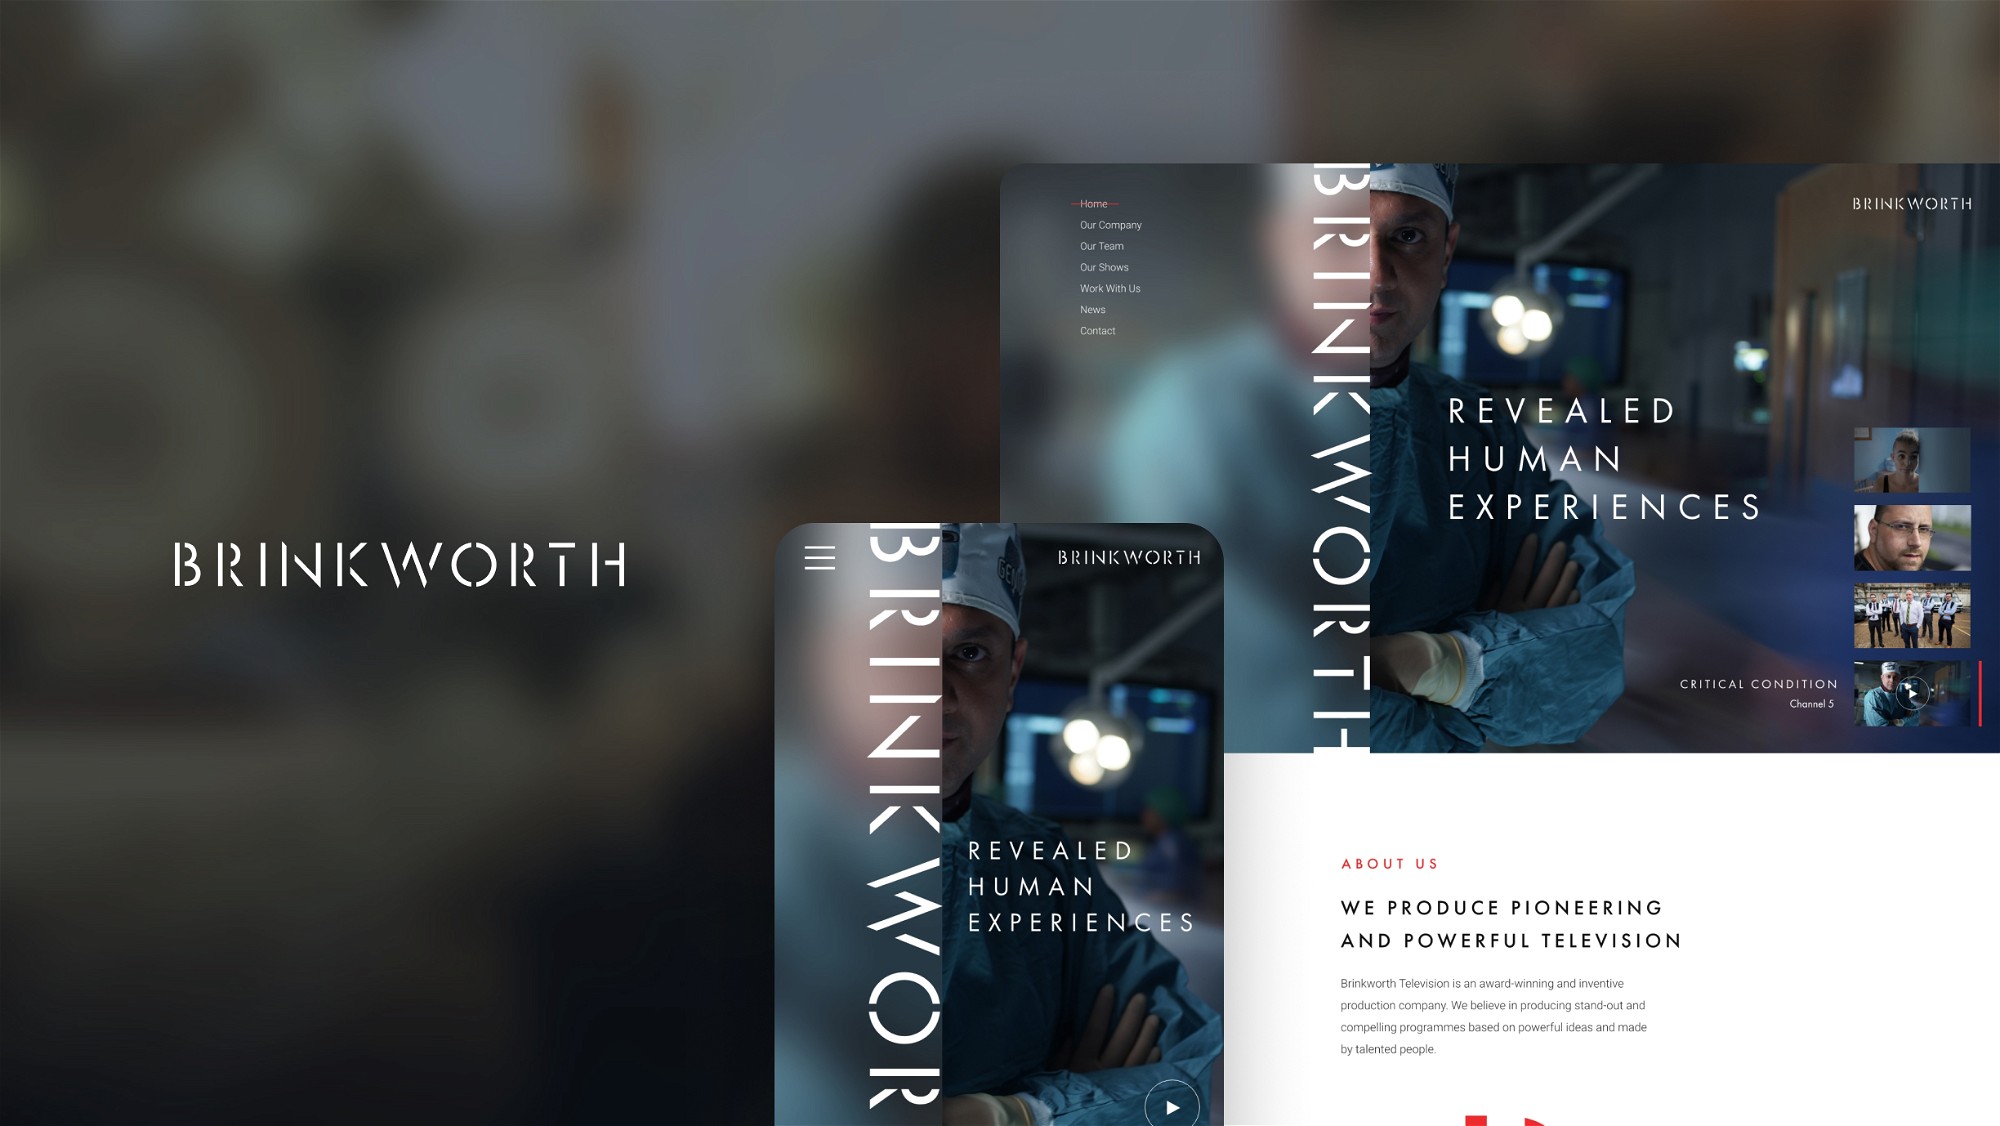 BRINKWORTH
Home
Our Company
Our Team
Our Shows
Work With Us
News
Contact
BRINKWORTH
BRINKWORTH
REVEALED
HUMAN
EXPERIENCES
CRITICAL CONDITION
Channel 5
BRINKWOR
BRINKWORTH
REVEALED
HUMAN
EXPERIENCES
ABOUT US
WE PRODUCE PIONEERING
AND POWERFUL TELEVISION
Brinkworth Television is an award-winning and inventive
production company. We believe in producing stand-out and
compelling programmes based on powerful ideas and made
by talented people.